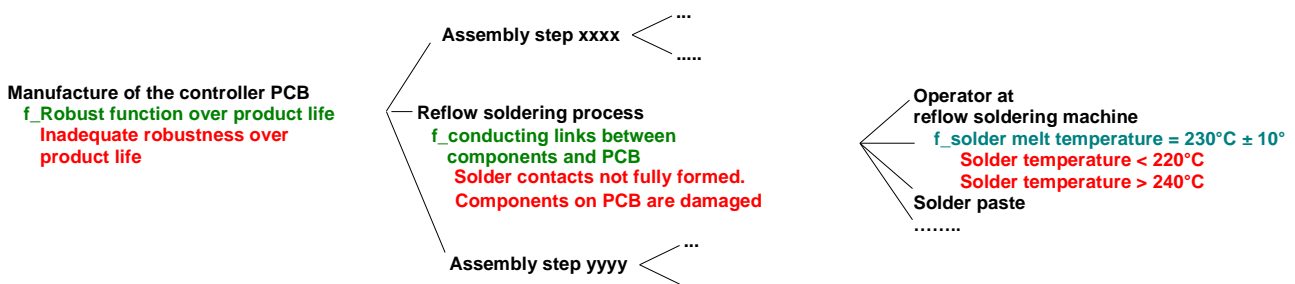 ...
Assembly step xxxx
.....
Manufacture of the controller PCB
f_Robust function over product life
Inadequate robustness over
product life
Reflow soldering process
f_conducting links between
components and PCB
Solder contacts not fully formed.
Components on PCB are damaged
Operator at
reflow soldering machine
f_solder melt temperature = 230°C ± 10°
Solder temperature < 220°C
Solder temperature > 240°C
Solder paste
……..
...
Assembly step yyyy